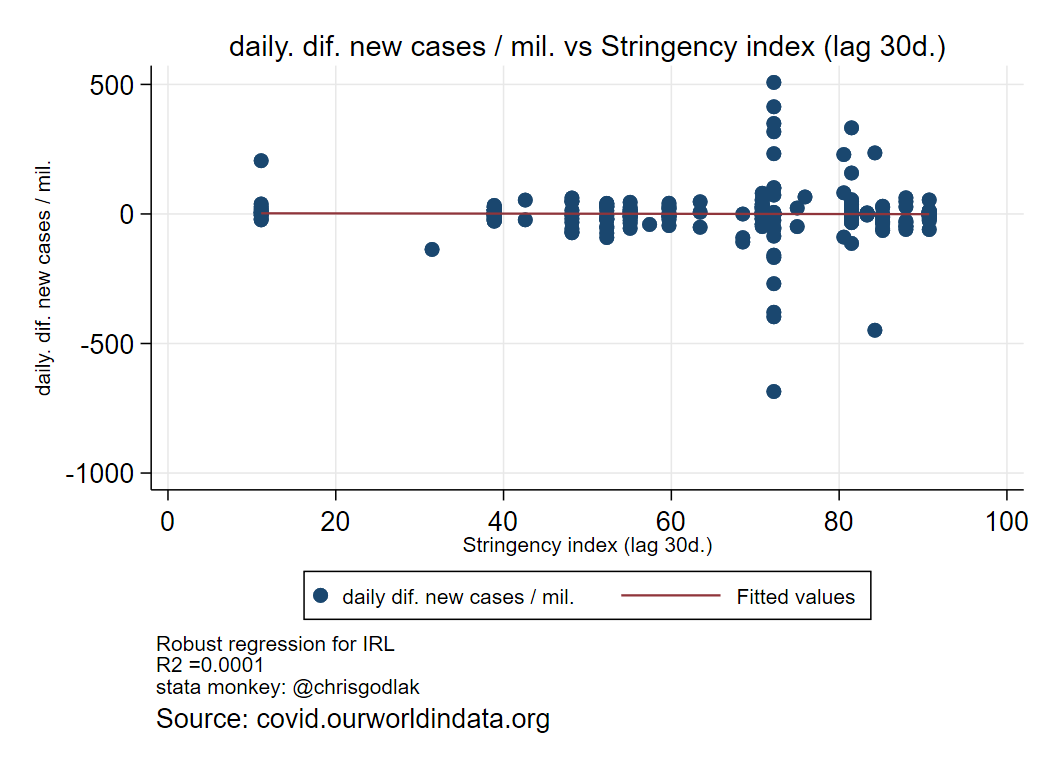 daily. dif. new cases / mil. vs Stringency index (lag 30d.)
daily. dif. new cases / mil.
500
0
-500
-1000
0 20 40 60 80 100
Stringency index (lag 30d.)
daily dif. new cases / mil. Fitted values
Robust regression for IRL
R2 =0.0001
stata monkey: @chrisgodlak
Source: covid.ourworldindata.org